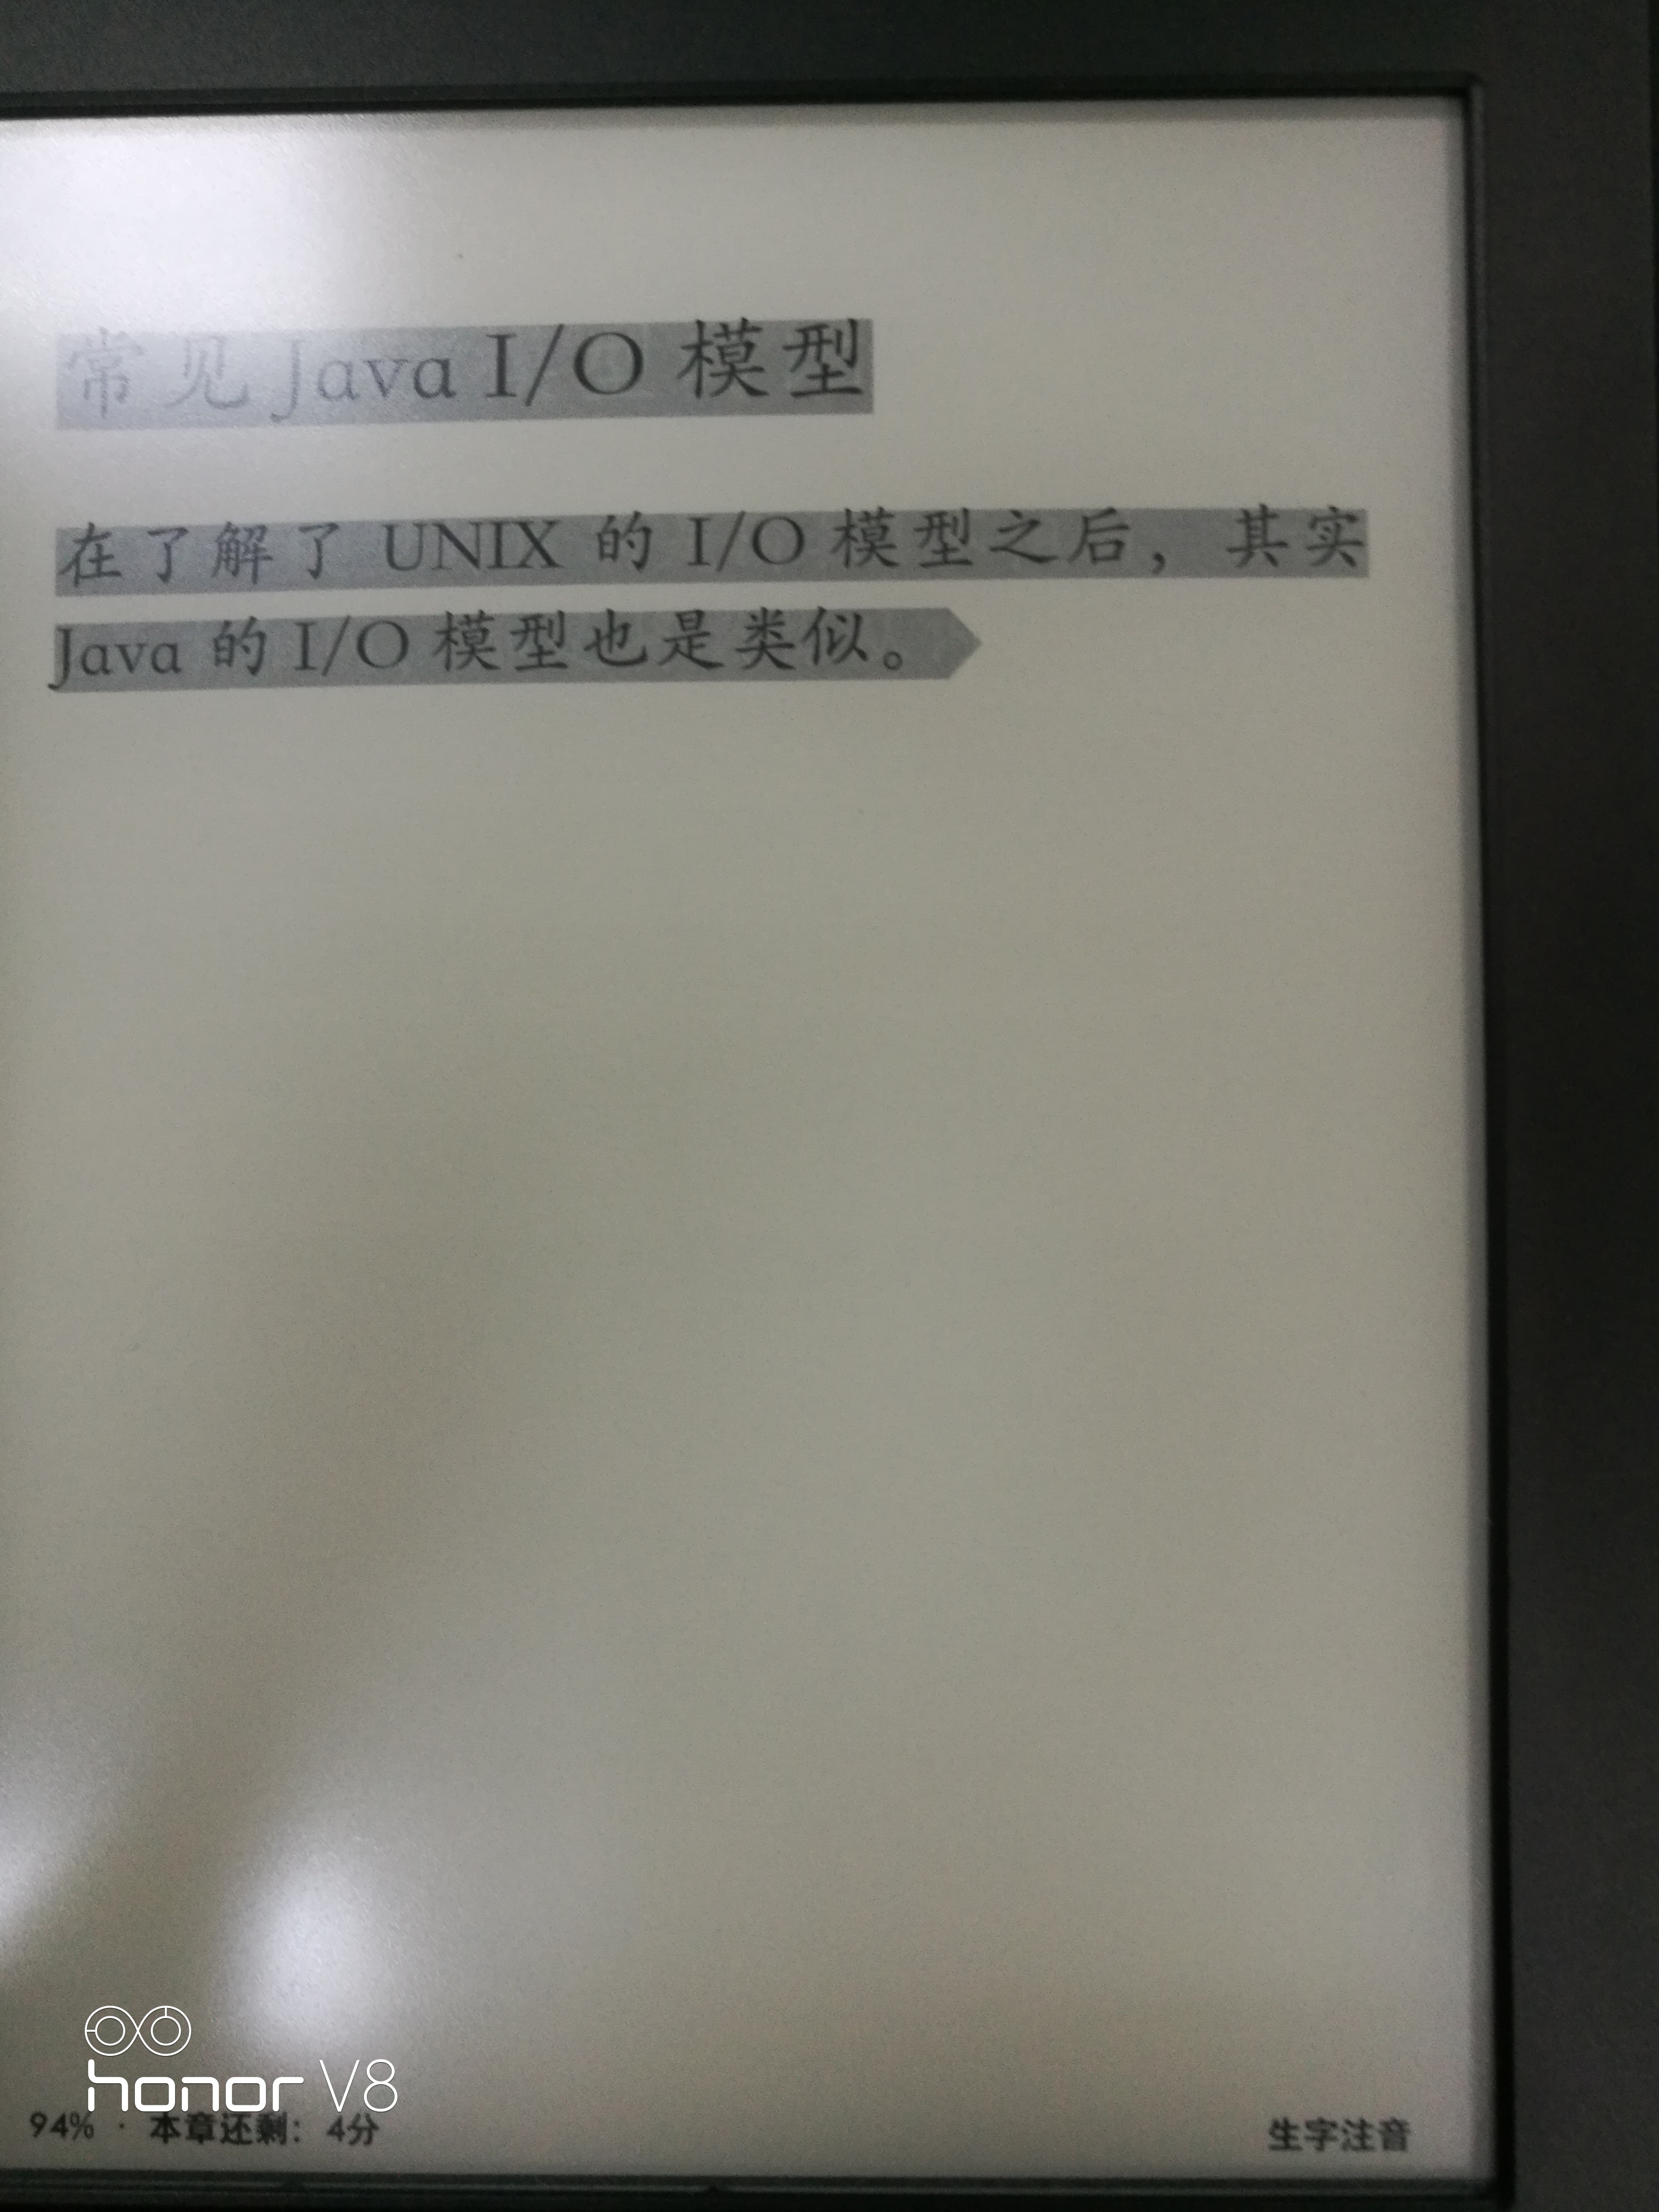 常见 Java I/O 模型
在了解了 UNIX 的 I/O 模型之后，其实
Java 的 I/O 模型也是类似。
honor V8
94% · 本章还剩：4分
生字注音